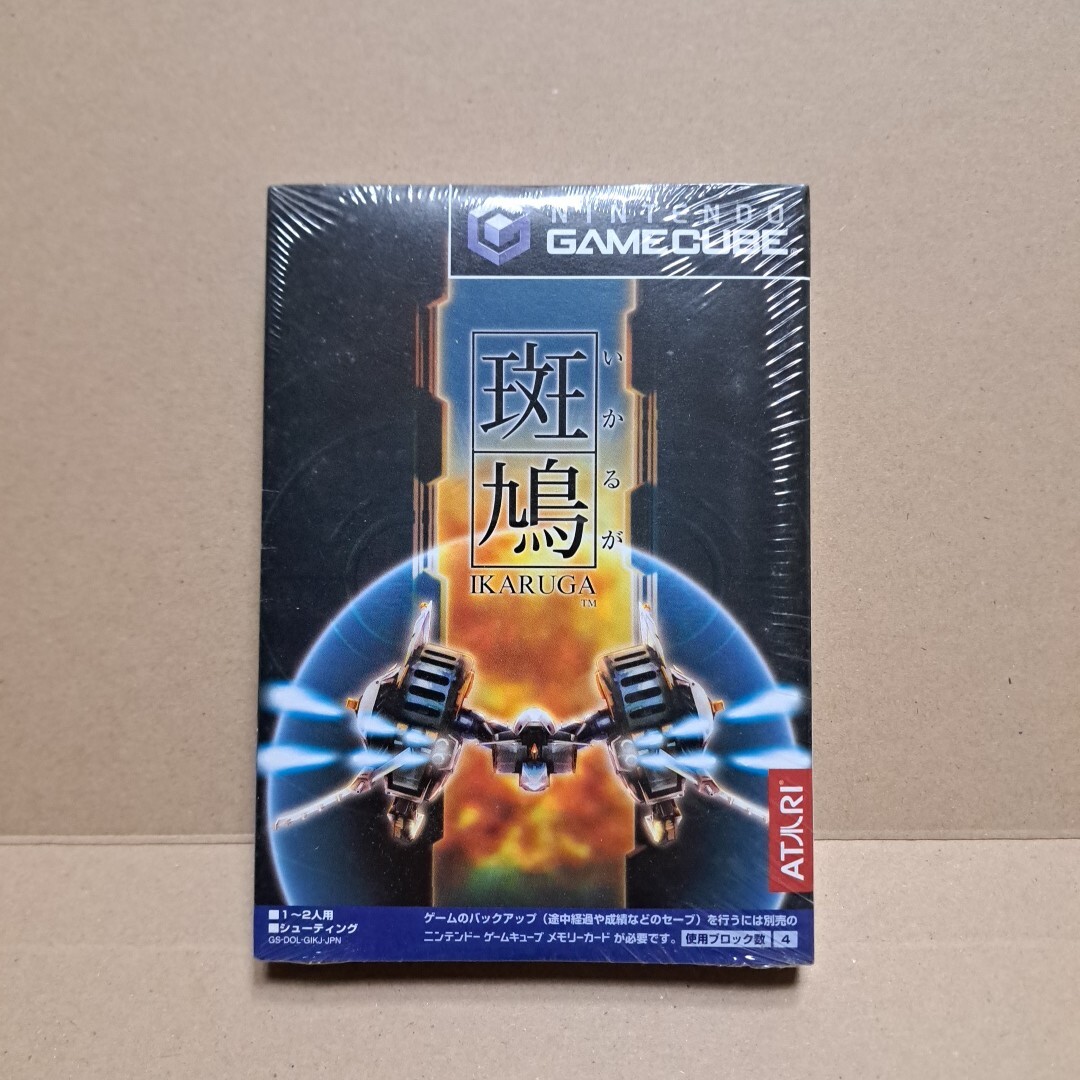 NINTENDO
GAMECUBE
斑鳩
いかるが
IKARUGA
TM
ATARI
■1〜2人用
■シューティング
GS-DOL-GIKJ-JPN
ゲームのバックアップ（途中経過や成績などのセーブ）を行うには別売の
ニンテンドー ゲームキューブ メモリーカード が必要です。 使用ブロック数 4